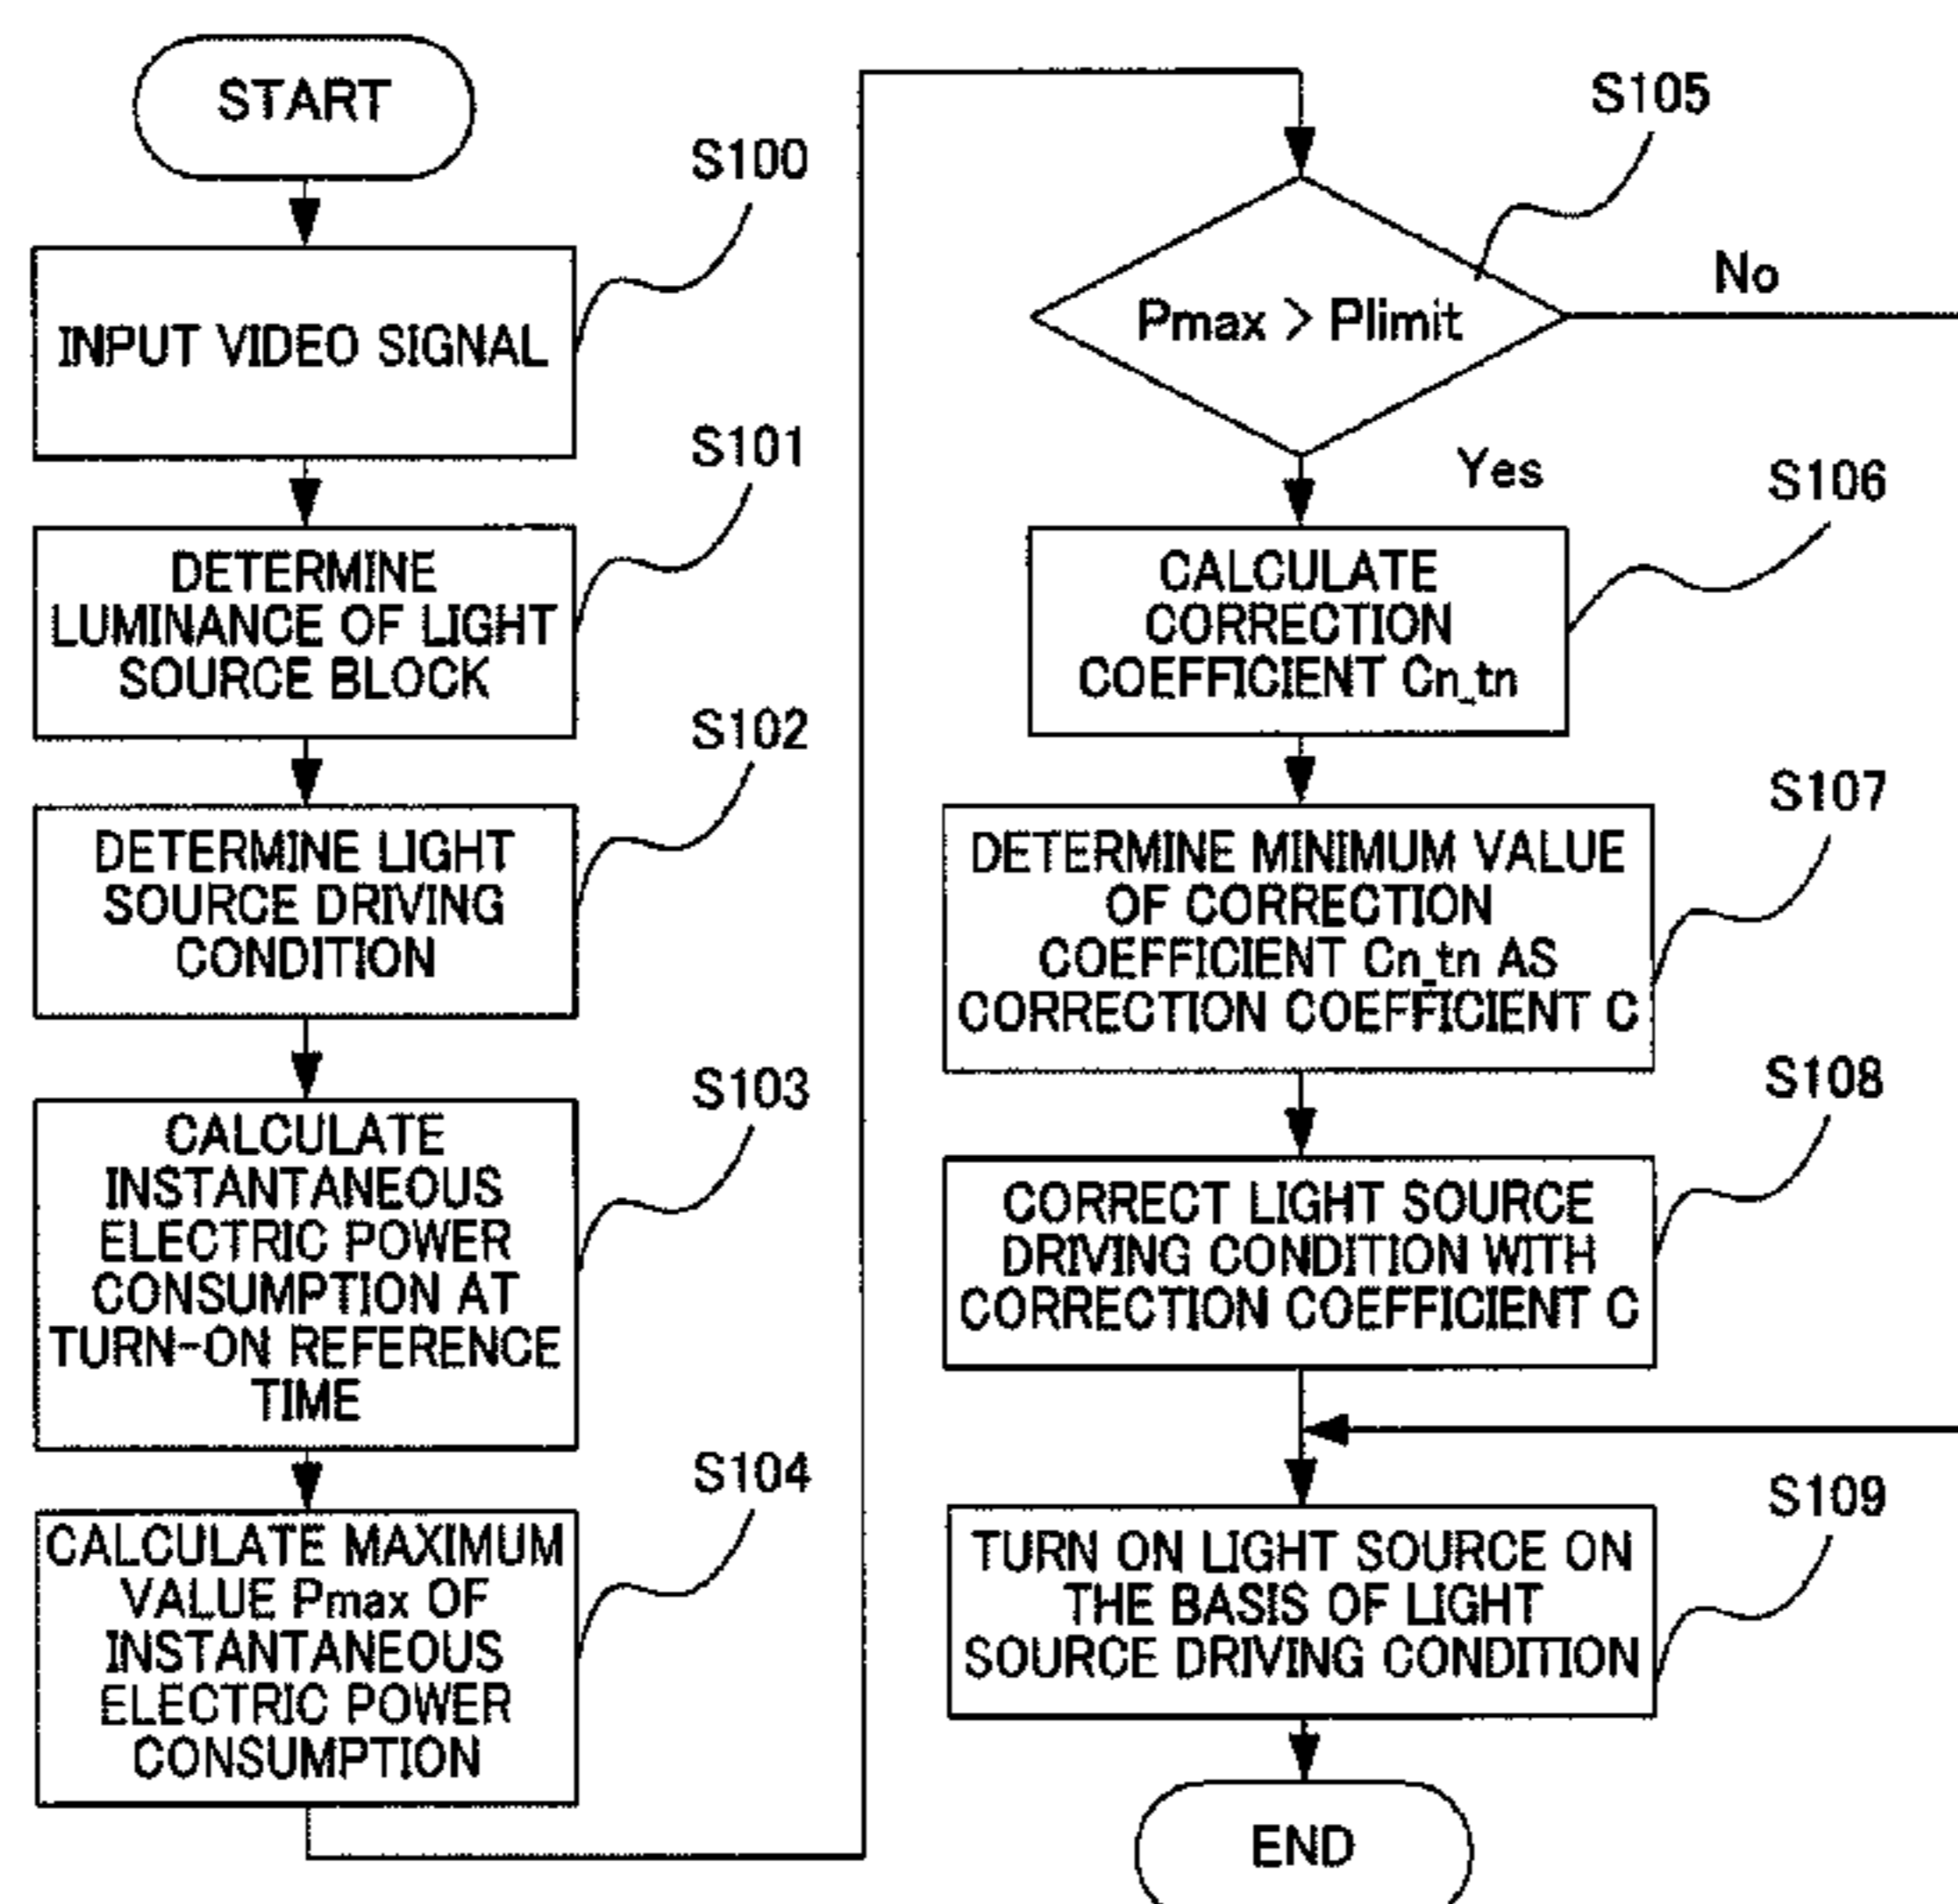 START
S100
INPUT VIDEO SIGNAL
S101
DETERMINE
LUMINANCE OF LIGHT
SOURCE BLOCK
S102
DETERMINE LIGHT
SOURCE DRIVING
CONDITION
S103
CALCULATE
INSTANTANEOUS
ELECTRIC POWER
CONSUMPTION AT
TURN-ON REFERENCE
TIME
S104
CALCULATE MAXIMUM
VALUE Pmax OF
INSTANTANEOUS
ELECTRIC POWER
CONSUMPTION
S105
Pmax > Plimit
No
Yes
S106
CALCULATE
CORRECTION
COEFFICIENT Cn_tn
S107
DETERMINE MINIMUM VALUE
OF CORRECTION
COEFFICIENT Cn_tn AS
CORRECTION COEFFICIENT C
S108
CORRECT LIGHT SOURCE
DRIVING CONDITION WITH
CORRECTION COEFFICIENT C
S109
TURN ON LIGHT SOURCE ON
THE BASIS OF LIGHT
SOURCE DRIVING CONDITION
END